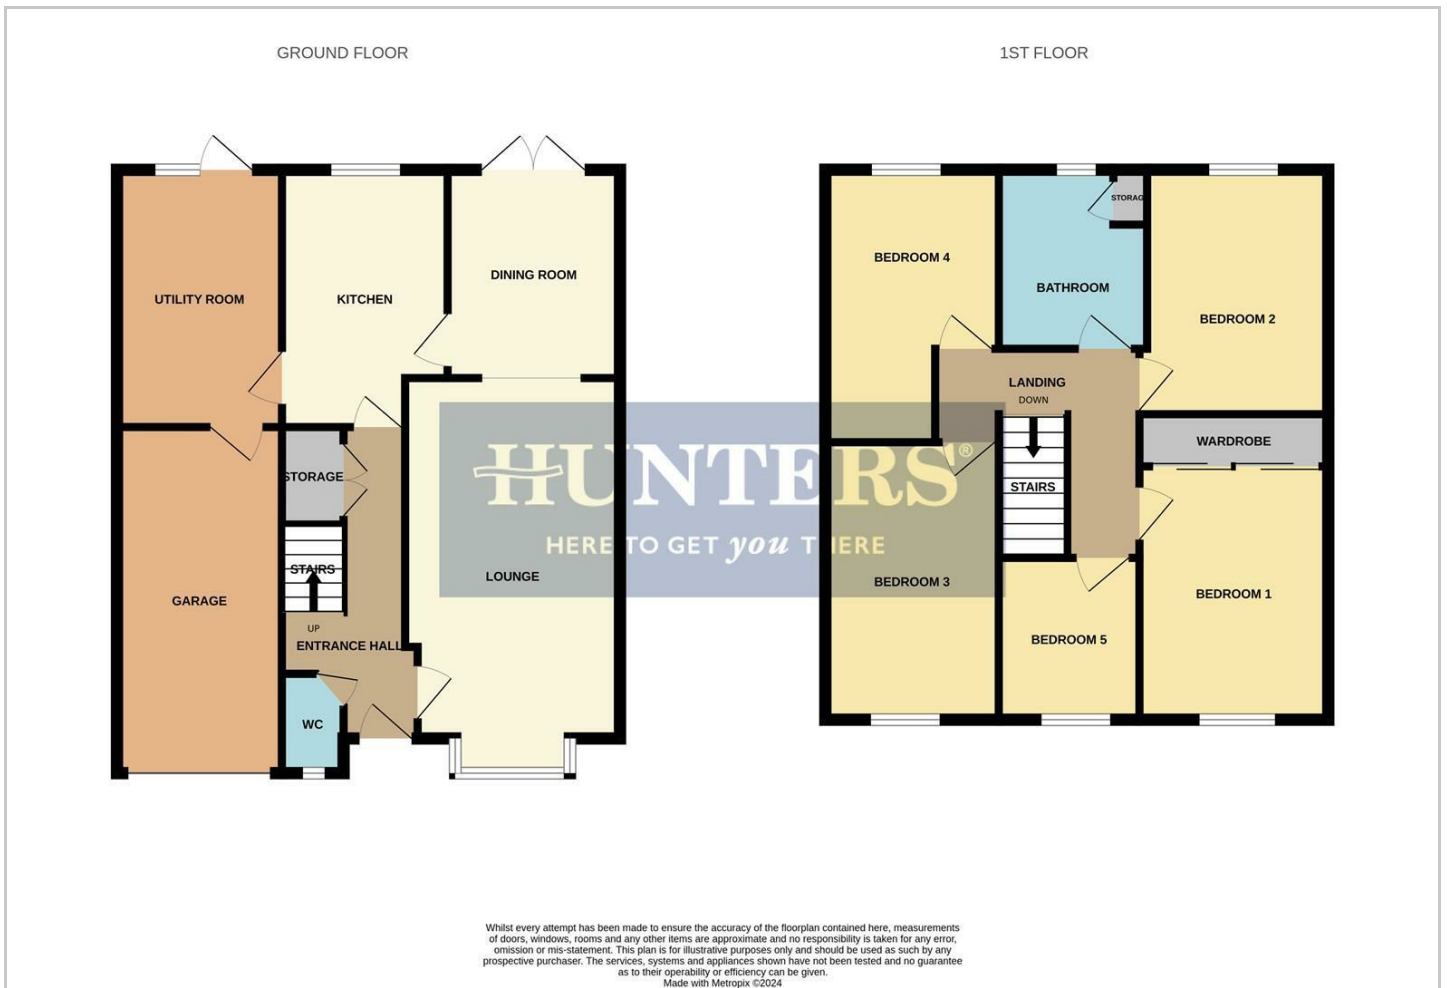 GROUND FLOOR
1ST FLOOR
UTILITY ROOM
KITCHEN
DINING ROOM
STORAGE
STAIRS
UP
ENTRANCE HALL
GARAGE
WC
LOUNGE
BEDROOM 4
BATHROOM
STORAG
BEDROOM 2
LANDING
DOWN
WARDROBE
STAIRS
BEDROOM 3
BEDROOM 5
BEDROOM 1
HUNTERS®
HERE TO GET you THERE
Whilst every attempt has been made to ensure the accuracy of the floorplan contained here, measurements
of doors, windows, rooms and any other items are approximate and no responsibility is taken for any error,
omission or mis-statement. This plan is for illustrative purposes only and should be used as such by any
prospective purchaser. The services, systems and appliances shown have not been tested and no guarantee
as to their operability or efficiency can be given.
Made with Metropix ©2024